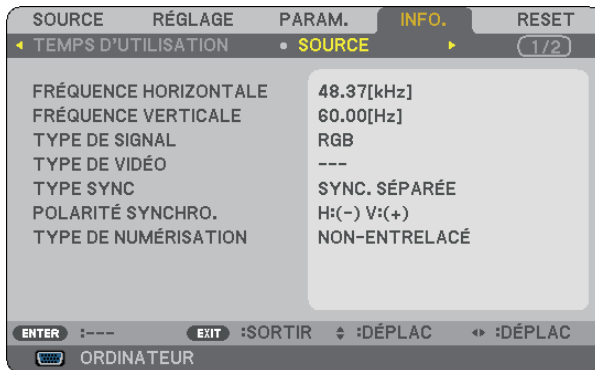 SOURCE RÉGLAGE PARAM. INFO. RESET
TEMPS D'UTILISATION SOURCE 1/2
FRÉQUENCE HORIZONTALE 48.37[kHz]
FRÉQUENCE VERTICALE 60.00[Hz]
TYPE DE SIGNAL RGB
TYPE DE VIDÉO ---
TYPE SYNC SYNC. SÉPARÉE
POLARITÉ SYNCHRO. H:(-) V:(+)
TYPE DE NUMÉRISATION NON-ENTRELACÉ
ENTER :--- EXIT :SORTIR :DÉPLAC :DÉPLAC
ORDINATEUR